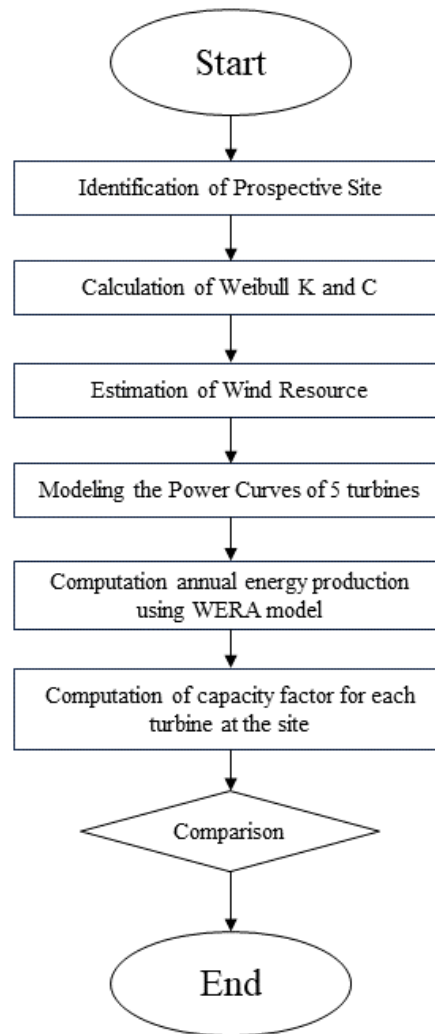 Start
Identification of Prospective Site
Calculation of Weibull K and C
Estimation of Wind Resource
Modeling the Power Curves of 5 turbines
Computation annual energy production
using WERA model
Computation of capacity factor for each
turbine at the site
Comparison
End